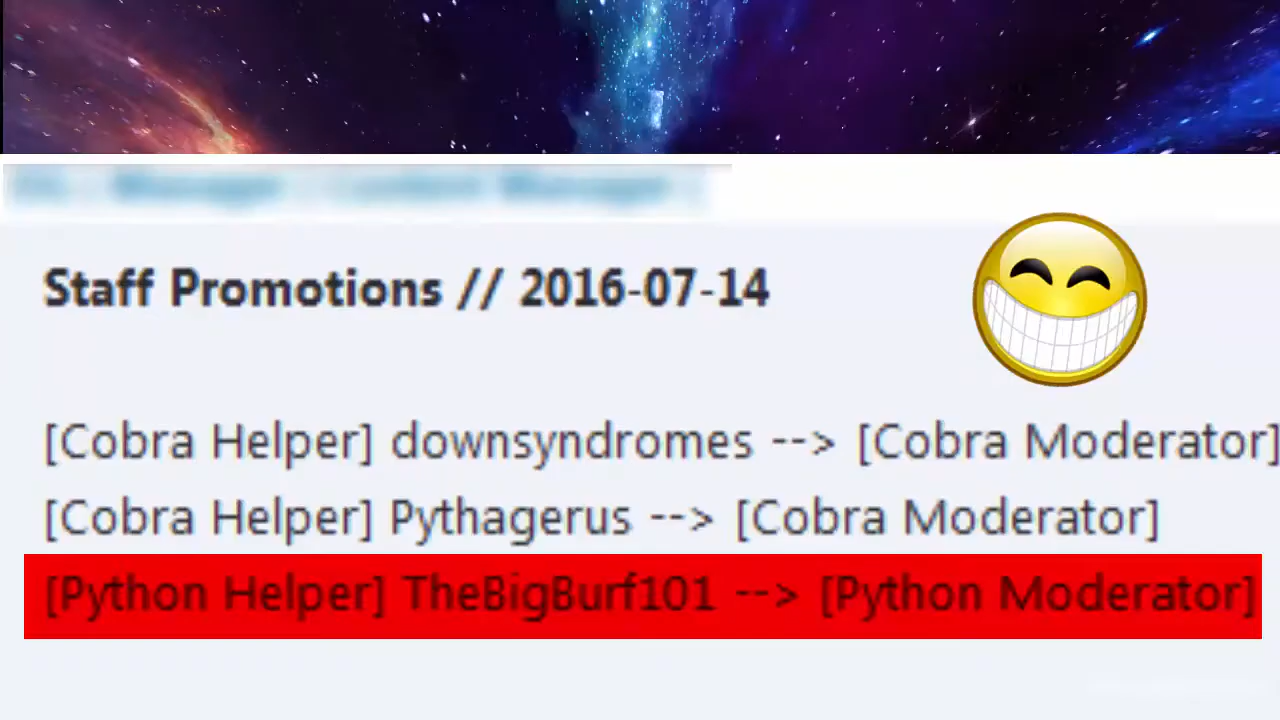 Staff Promotions // 2016-07-14
[Cobra Helper] downsyndromes --> [Cobra Moderator]
[Cobra Helper] Pythagerus --> [Cobra Moderator]
[Python Helper] TheBigBurf101 --> [Python Moderator]